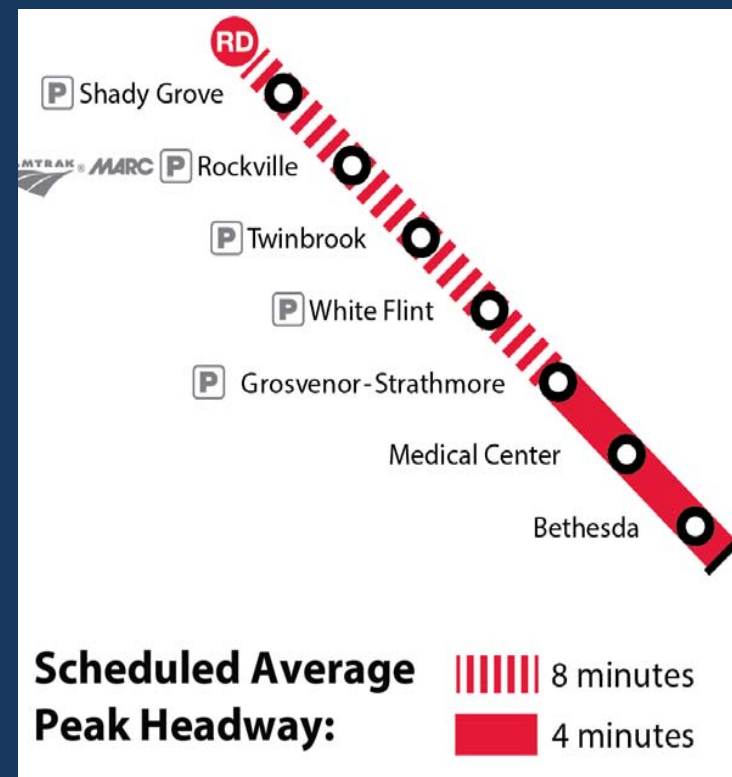 RD
P Shady Grove
MTRAK® MARC P Rockville
P Twinbrook
P White Flint
P Grosvenor-Strathmore
Medical Center
Bethesda
Scheduled Average
Peak Headway:
8 minutes
4 minutes